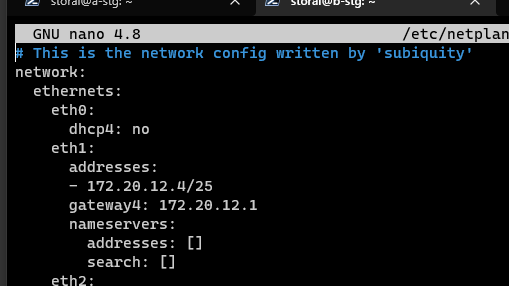 storai@a-stg: ~
storai@b-stg: ~
GNU nano 4.8 /etc/netplan
# This is the network config written by 'subiquity'
network:
  ethernets:
    eth0:
      dhcp4: no
    eth1:
      addresses:
      - 172.20.12.4/25
      gateway4: 172.20.12.1
      nameservers:
        addresses: []
        search: []
    eth2: